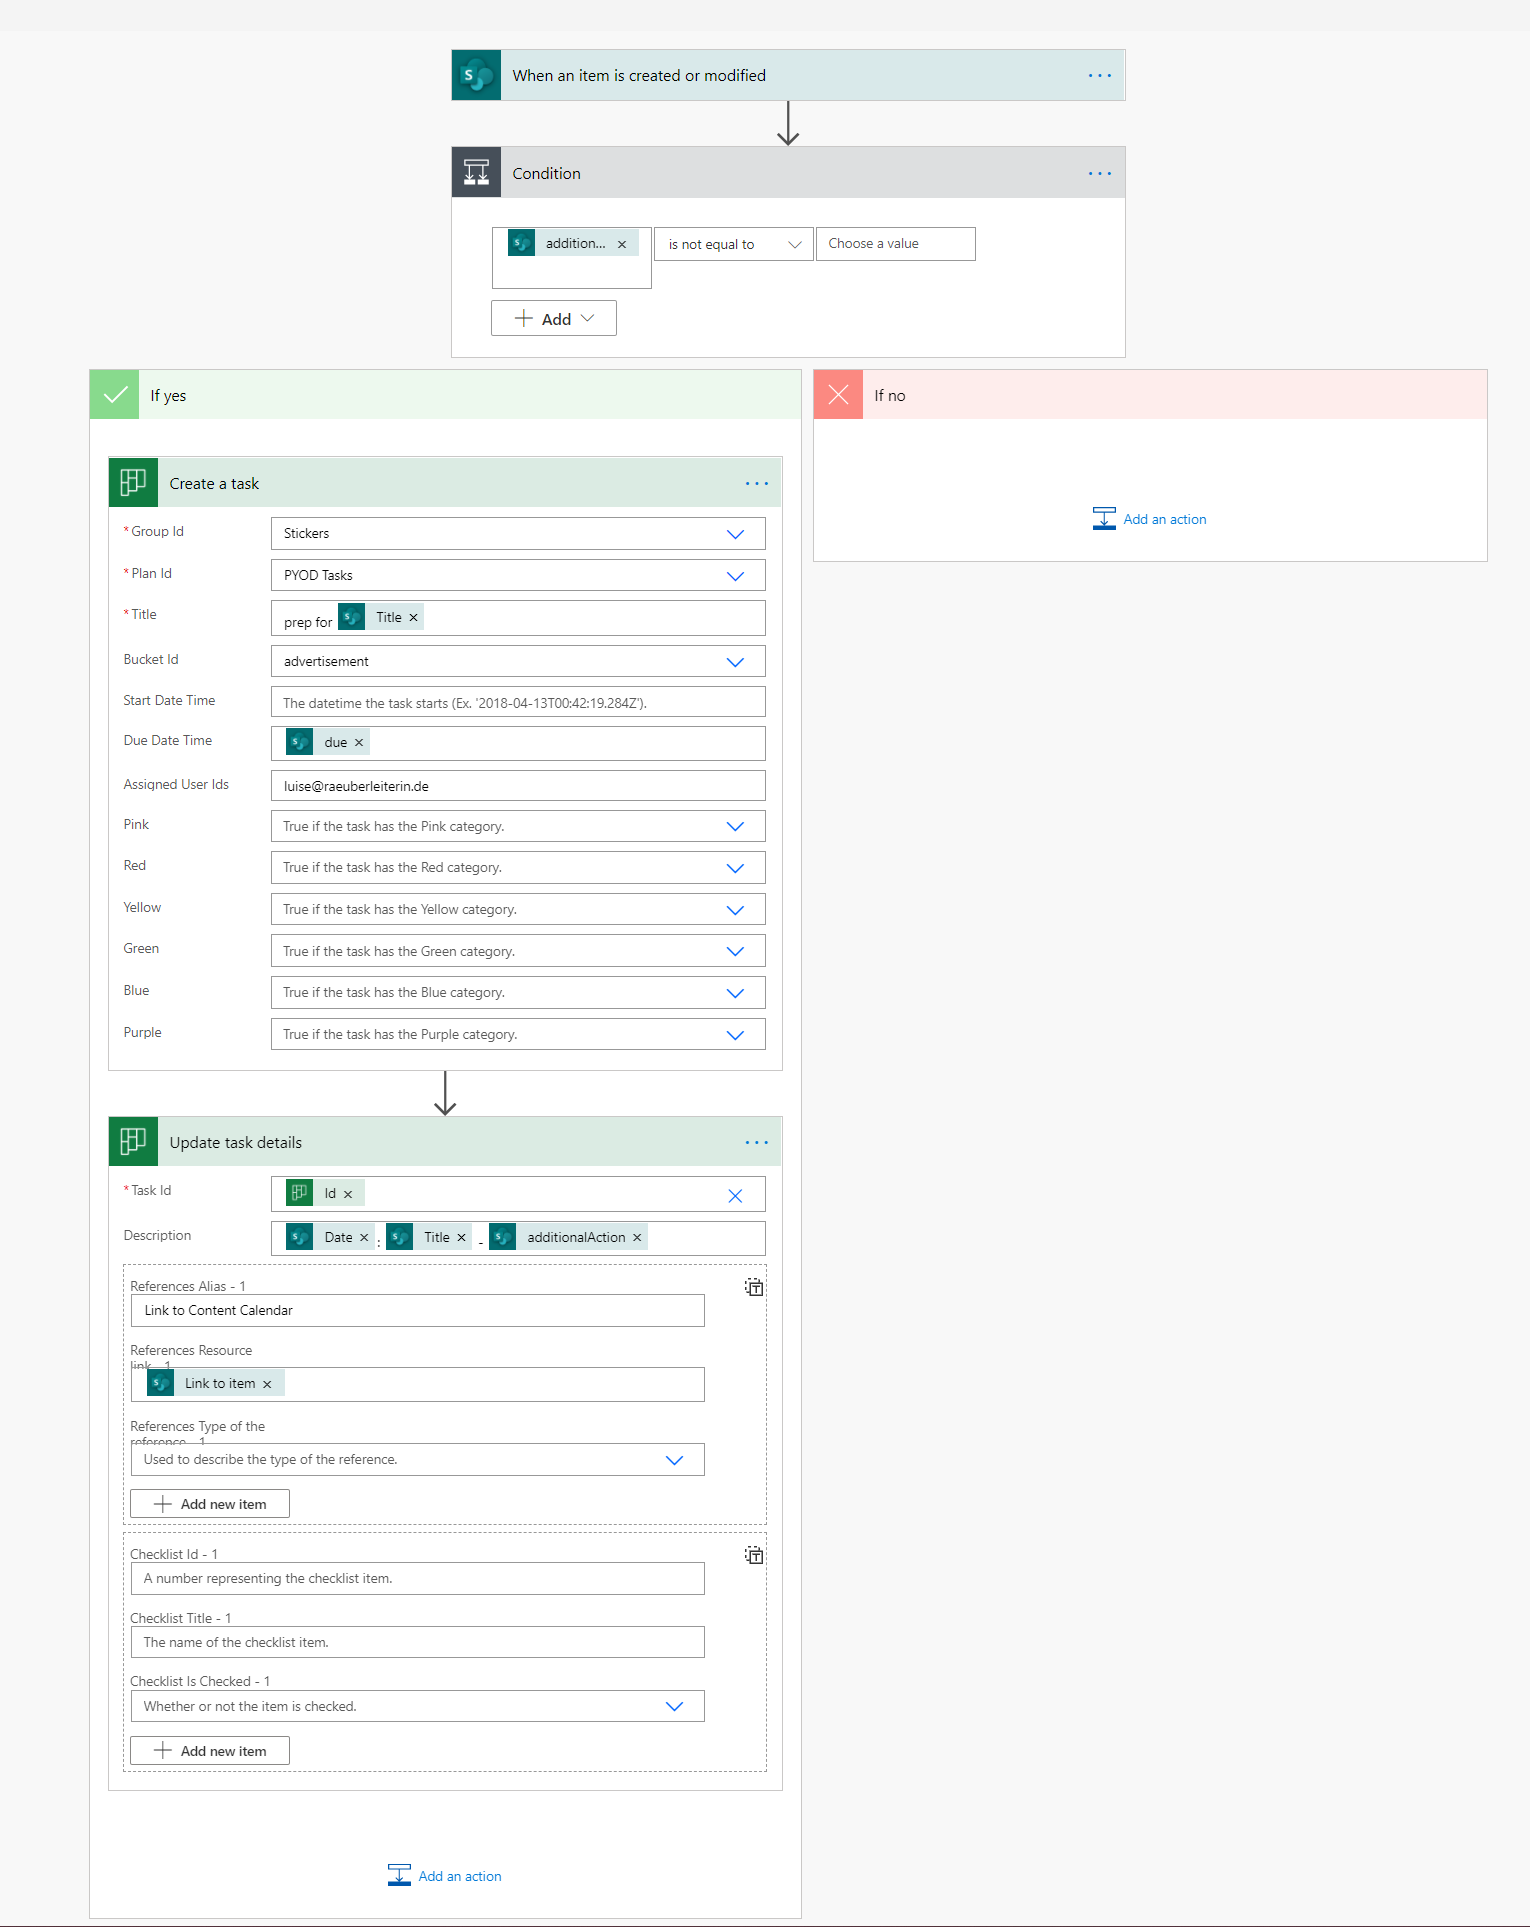 When an item is created or modified
Condition
addition...
is not equal to
Choose a value
Add
If yes
If no
Create a task
Add an action
* Group Id
Stickers
* Plan Id
PYOD Tasks
* Title
prep for Title
Bucket Id
advertisement
Start Date Time
The datetime the task starts (Ex. '2018-04-13T00:42:19.284Z').
Due Date Time
due
Assigned User Ids
luise@raeuberleiterin.de
Pink
True if the task has the Pink category.
Red
True if the task has the Red category.
Yellow
True if the task has the Yellow category.
Green
True if the task has the Green category.
Blue
True if the task has the Blue category.
Purple
True if the task has the Purple category.
Update task details
* Task Id
Id
Description
Date : Title - additionalAction
References Alias - 1
Link to Content Calendar
References Resource
link - 1
Link to item
References Type of the
reference - 1
Used to describe the type of the reference.
Add new item
Checklist Id - 1
A number representing the checklist item.
Checklist Title - 1
The name of the checklist item.
Checklist Is Checked - 1
Whether or not the item is checked.
Add new item
Add an action